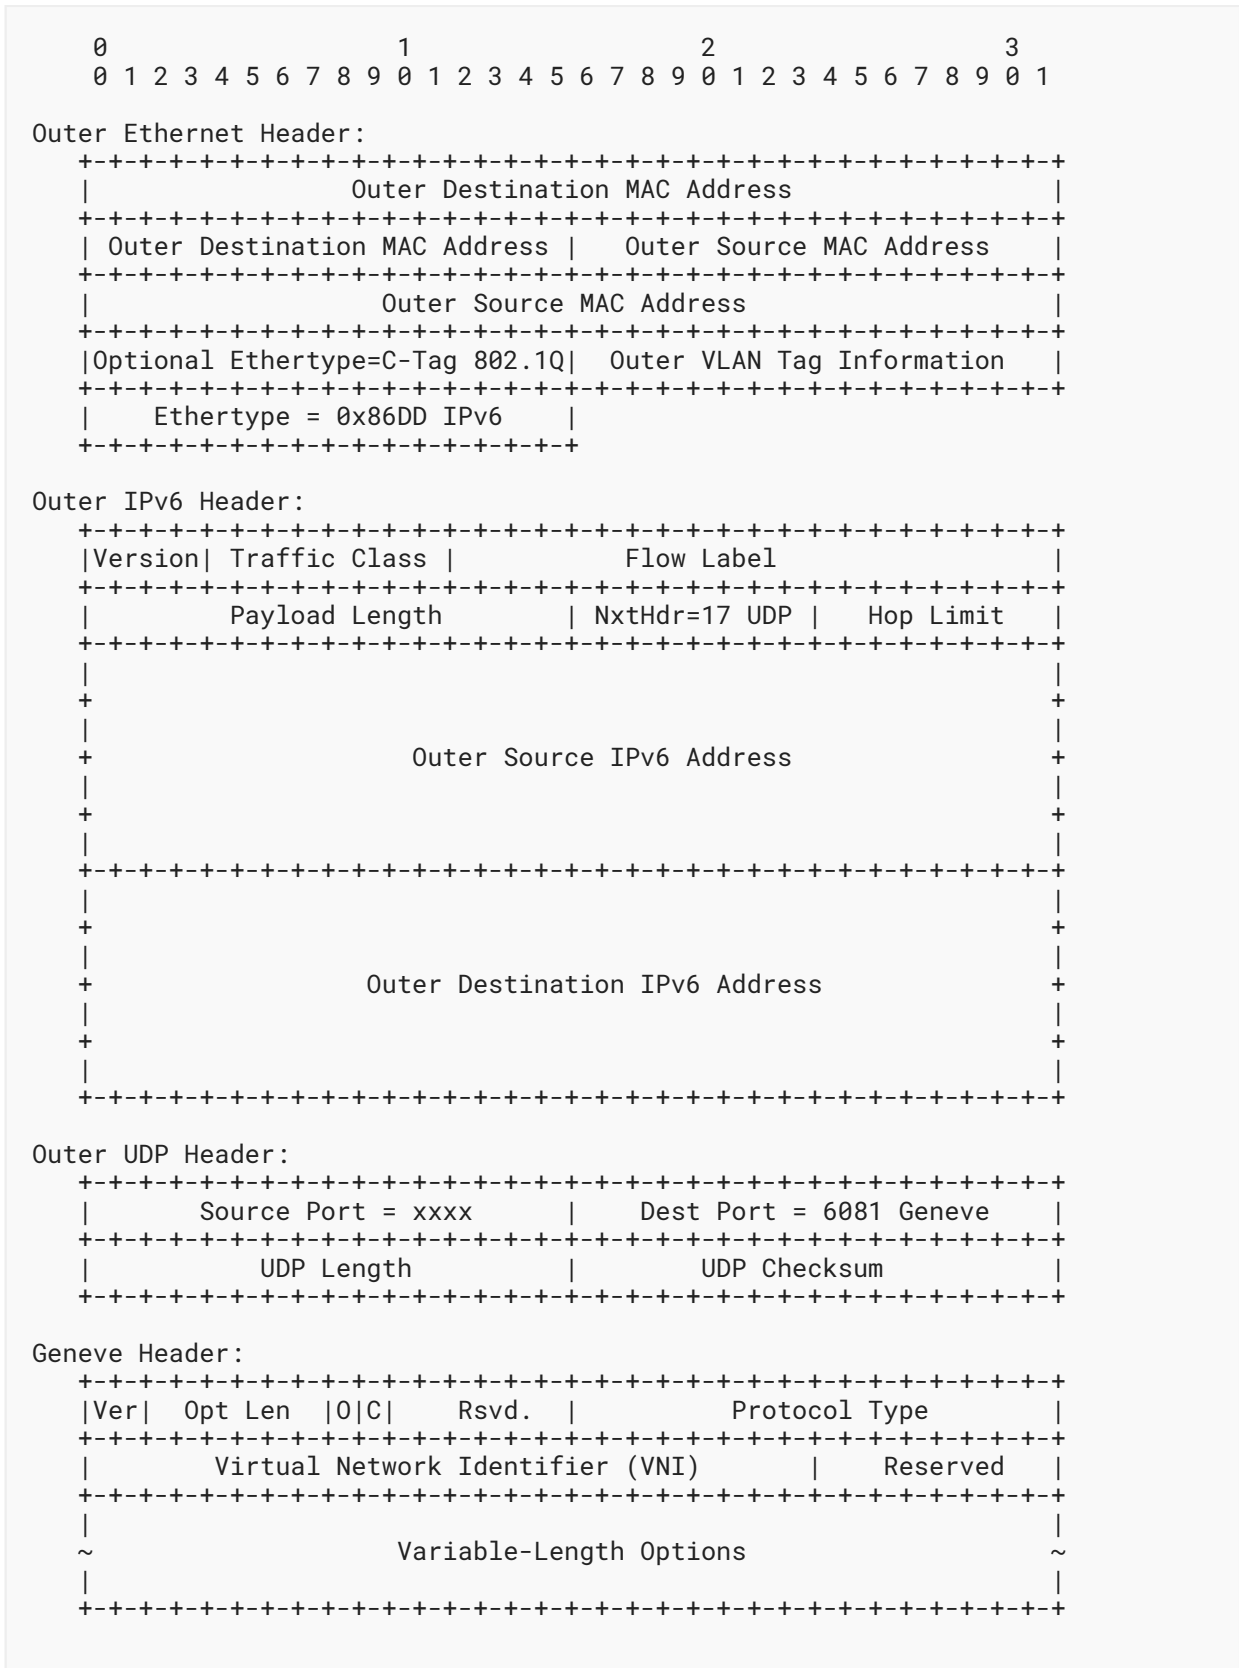 0                   1                   2                   3
    0 1 2 3 4 5 6 7 8 9 0 1 2 3 4 5 6 7 8 9 0 1 2 3 4 5 6 7 8 9 0 1

Outer Ethernet Header:
   +-+-+-+-+-+-+-+-+-+-+-+-+-+-+-+-+-+-+-+-+-+-+-+-+-+-+-+-+-+-+-+-+
   |                 Outer Destination MAC Address                 |
   +-+-+-+-+-+-+-+-+-+-+-+-+-+-+-+-+-+-+-+-+-+-+-+-+-+-+-+-+-+-+-+-+
   | Outer Destination MAC Address |   Outer Source MAC Address    |
   +-+-+-+-+-+-+-+-+-+-+-+-+-+-+-+-+-+-+-+-+-+-+-+-+-+-+-+-+-+-+-+-+
   |                   Outer Source MAC Address                    |
   +-+-+-+-+-+-+-+-+-+-+-+-+-+-+-+-+-+-+-+-+-+-+-+-+-+-+-+-+-+-+-+-+
   |Optional Ethertype=C-Tag 802.1Q|  Outer VLAN Tag Information   |
   +-+-+-+-+-+-+-+-+-+-+-+-+-+-+-+-+-+-+-+-+-+-+-+-+-+-+-+-+-+-+-+-+
   |    Ethertype = 0x86DD IPv6    |
   +-+-+-+-+-+-+-+-+-+-+-+-+-+-+-+-+

Outer IPv6 Header:
   +-+-+-+-+-+-+-+-+-+-+-+-+-+-+-+-+-+-+-+-+-+-+-+-+-+-+-+-+-+-+-+-+
   |Version| Traffic Class |           Flow Label                  |
   +-+-+-+-+-+-+-+-+-+-+-+-+-+-+-+-+-+-+-+-+-+-+-+-+-+-+-+-+-+-+-+-+
   |         Payload Length        | NxtHdr=17 UDP |   Hop Limit   |
   +-+-+-+-+-+-+-+-+-+-+-+-+-+-+-+-+-+-+-+-+-+-+-+-+-+-+-+-+-+-+-+-+
   |                                                               |
   +                                                               +
   |                                                               |
   +                     Outer Source IPv6 Address                 +
   |                                                               |
   +                                                               +
   |                                                               |
   +-+-+-+-+-+-+-+-+-+-+-+-+-+-+-+-+-+-+-+-+-+-+-+-+-+-+-+-+-+-+-+-+
   |                                                               |
   +                                                               +
   |                                                               |
   +                  Outer Destination IPv6 Address               +
   |                                                               |
   +                                                               +
   |                                                               |
   +-+-+-+-+-+-+-+-+-+-+-+-+-+-+-+-+-+-+-+-+-+-+-+-+-+-+-+-+-+-+-+-+

Outer UDP Header:
   +-+-+-+-+-+-+-+-+-+-+-+-+-+-+-+-+-+-+-+-+-+-+-+-+-+-+-+-+-+-+-+-+
   |       Source Port = xxxx      |    Dest Port = 6081 Geneve    |
   +-+-+-+-+-+-+-+-+-+-+-+-+-+-+-+-+-+-+-+-+-+-+-+-+-+-+-+-+-+-+-+-+
   |           UDP Length          |        UDP Checksum           |
   +-+-+-+-+-+-+-+-+-+-+-+-+-+-+-+-+-+-+-+-+-+-+-+-+-+-+-+-+-+-+-+-+

Geneve Header:
   +-+-+-+-+-+-+-+-+-+-+-+-+-+-+-+-+-+-+-+-+-+-+-+-+-+-+-+-+-+-+-+-+
   |Ver|  Opt Len  |O|C|    Rsvd.  |          Protocol Type        |
   +-+-+-+-+-+-+-+-+-+-+-+-+-+-+-+-+-+-+-+-+-+-+-+-+-+-+-+-+-+-+-+-+
   |        Virtual Network Identifier (VNI)       |    Reserved   |
   +-+-+-+-+-+-+-+-+-+-+-+-+-+-+-+-+-+-+-+-+-+-+-+-+-+-+-+-+-+-+-+-+
   |                                                               |
   ~                    Variable-Length Options                    ~
   |                                                               |
   +-+-+-+-+-+-+-+-+-+-+-+-+-+-+-+-+-+-+-+-+-+-+-+-+-+-+-+-+-+-+-+-+